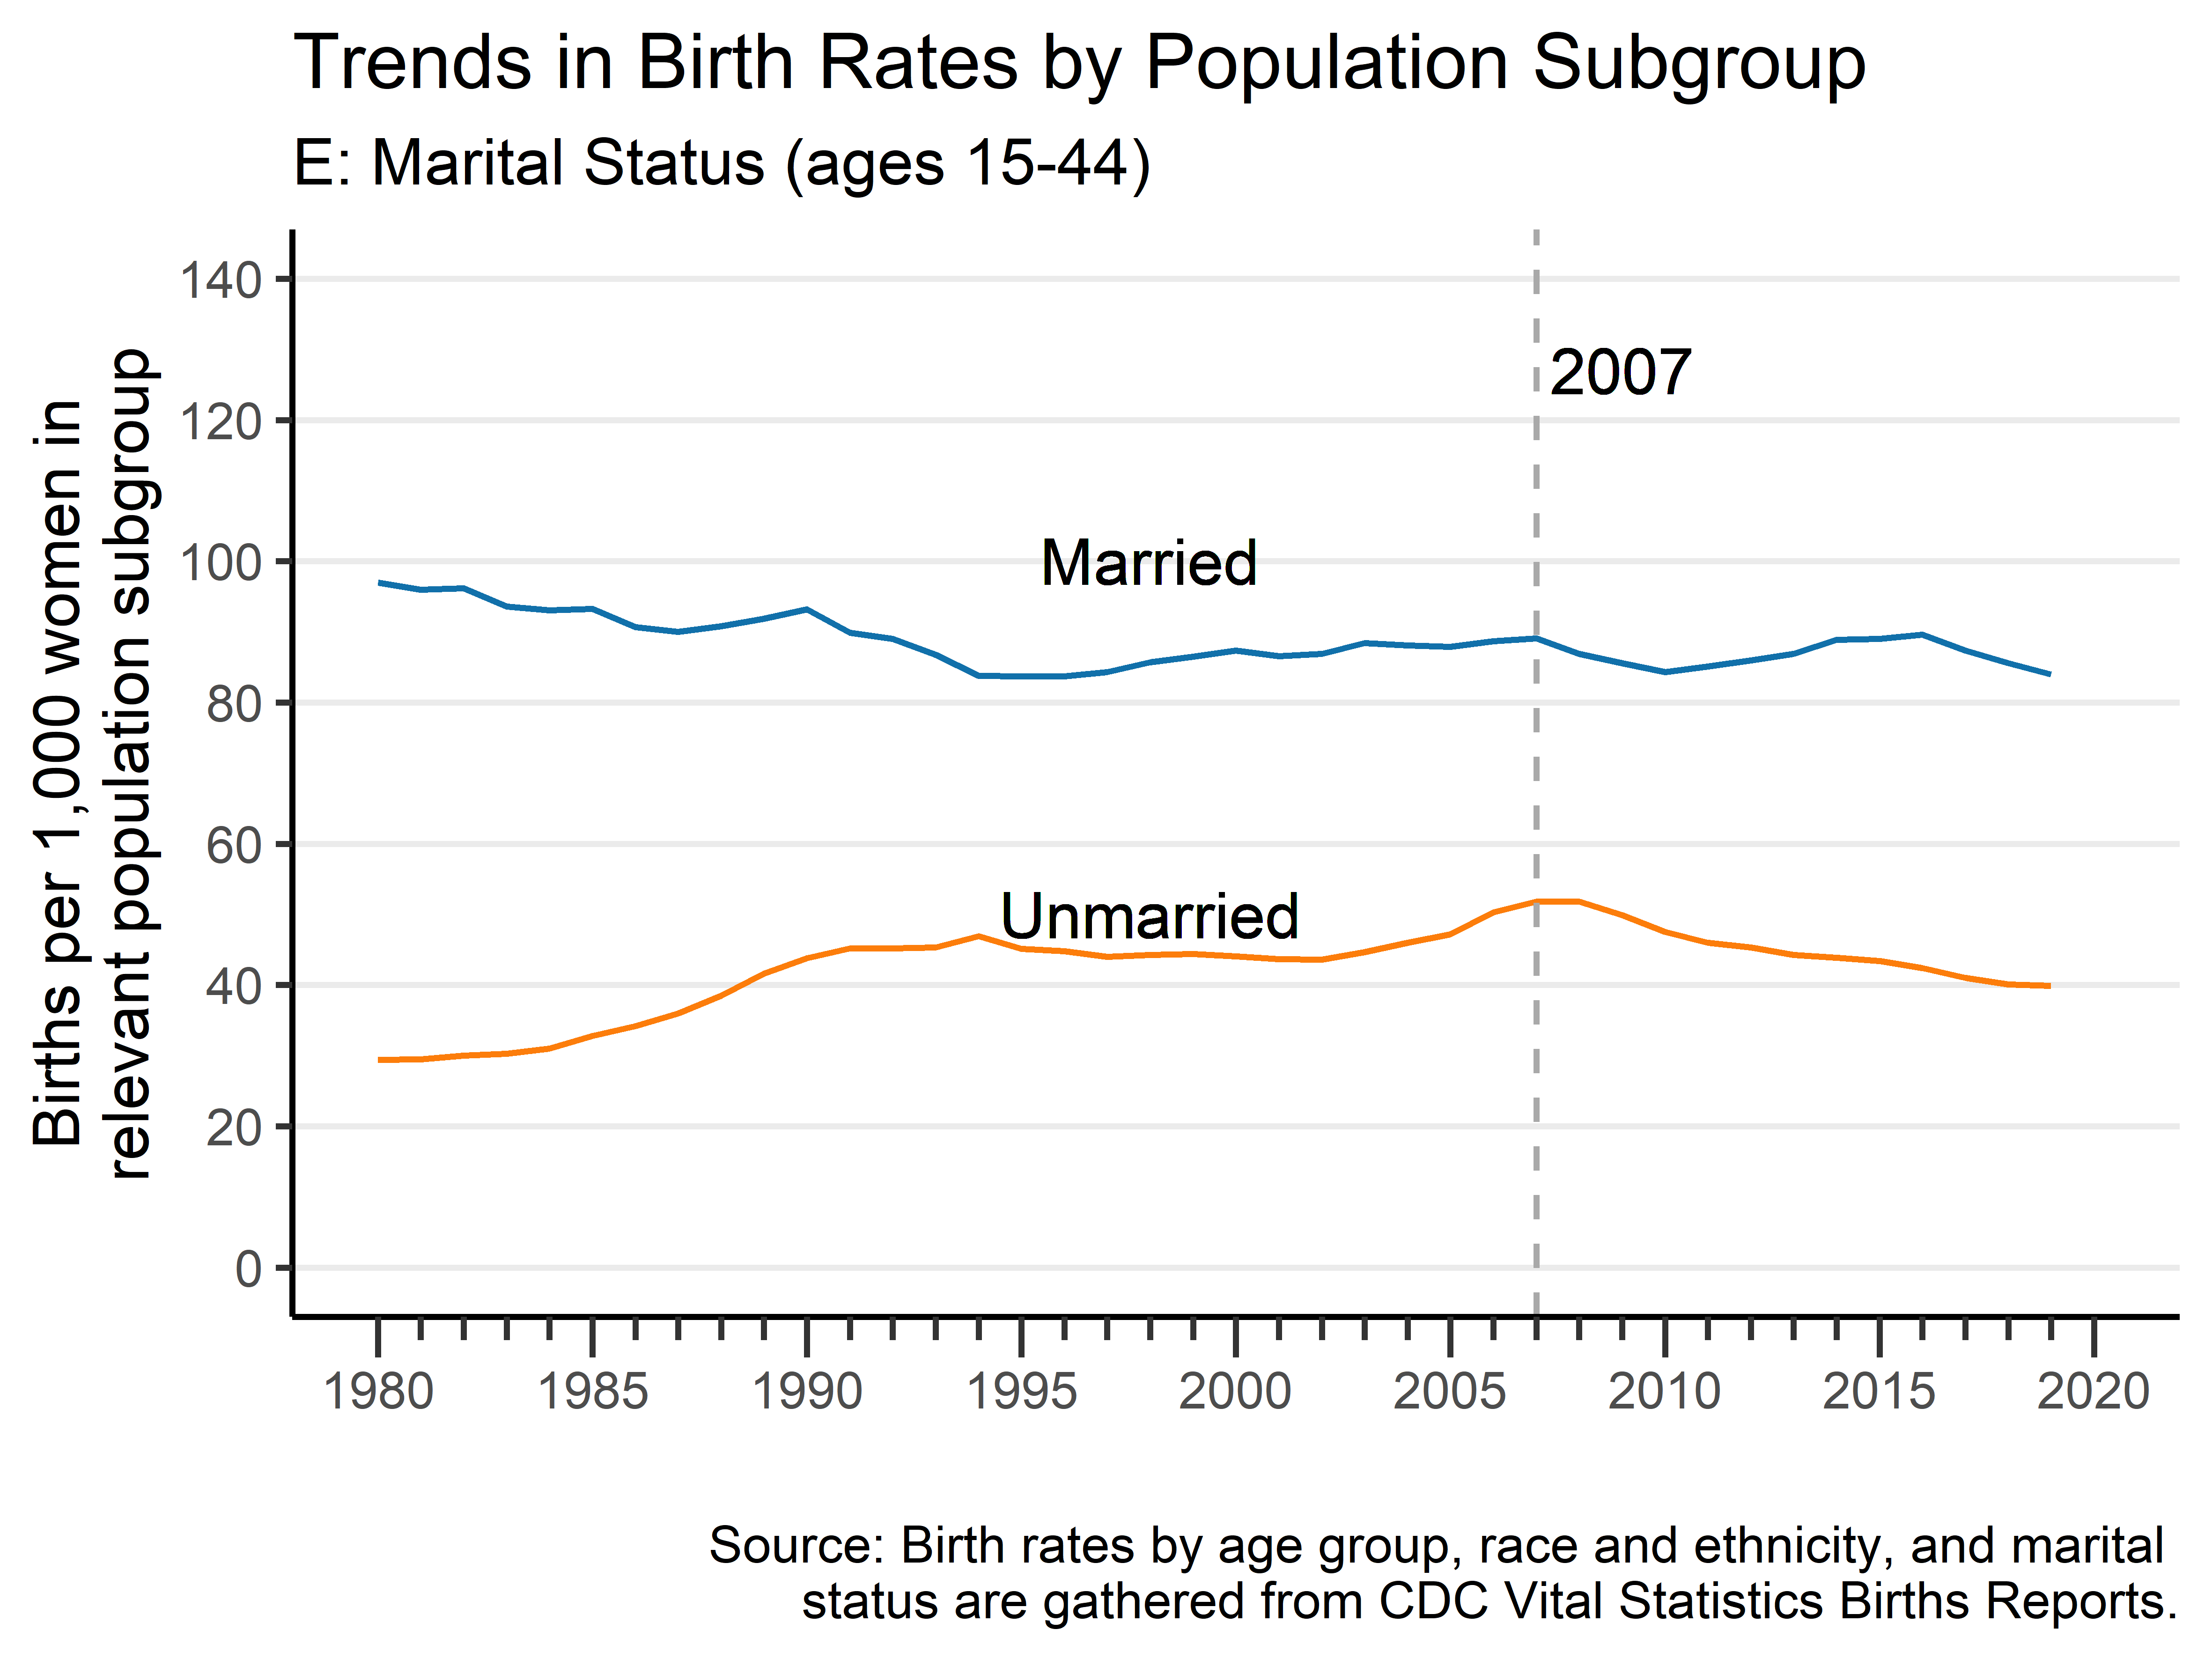 Trends in Birth Rates by Population Subgroup
E: Marital Status (ages 15-44)
Births per 1,000 women in
relevant population subgroup
140
120
100
80
60
40
20
0
2007
Married
Unmarried
1980 1985 1990 1995 2000 2005 2010 2015 2020
Source: Birth rates by age group, race and ethnicity, and marital
status are gathered from CDC Vital Statistics Births Reports.